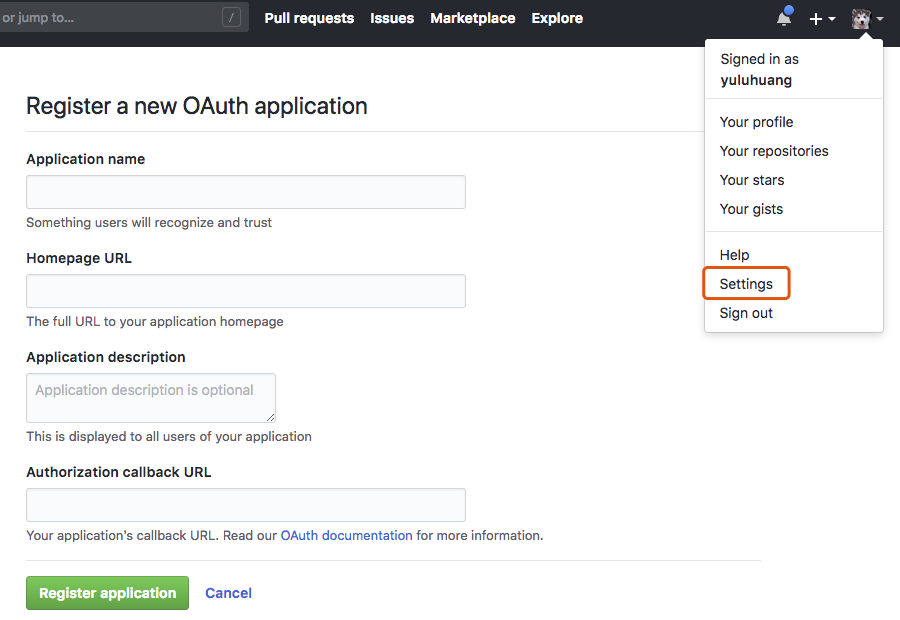 or jump to...
/
Pull requests Issues Marketplace Explore
Signed in as
yuluhuang
Your profile
Your repositories
Your stars
Your gists
Help
Settings
Sign out
Register a new OAuth application
Application name
Something users will recognize and trust
Homepage URL
The full URL to your application homepage
Application description
Application description is optional
This is displayed to all users of your application
Authorization callback URL
Your application's callback URL. Read our OAuth documentation for more information.
Register application Cancel